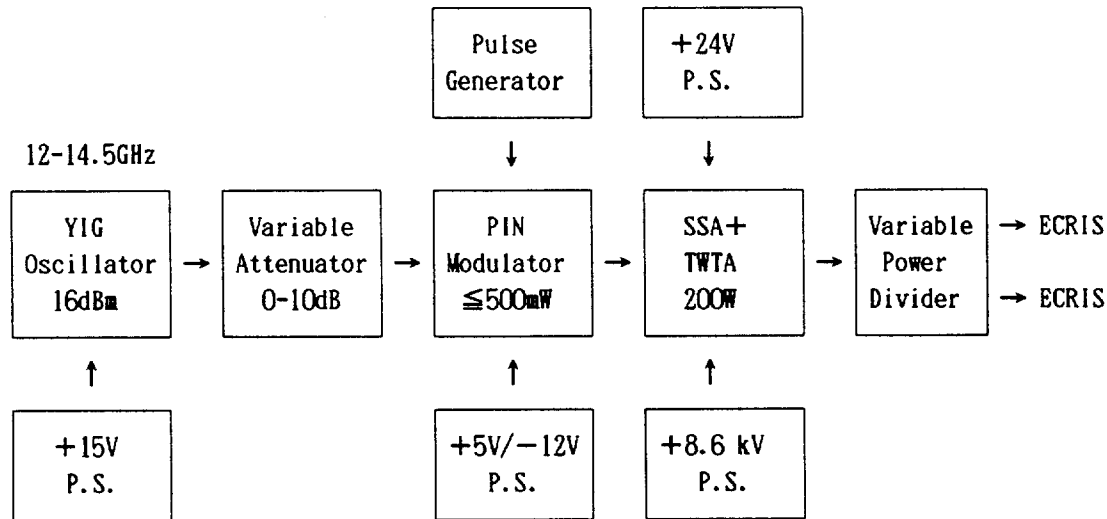 Pulse
Generator
+24V
P.S.
12-14.5GHz
YIG
Oscillator
16dBm
Variable
Attenuator
0-10dB
PIN
Modulator
≦500mW
SSA+
TWTA
200W
Variable
Power
Divider
ECRIS
ECRIS
+15V
P.S.
+5V/-12V
P.S.
+8.6 kV
P.S.